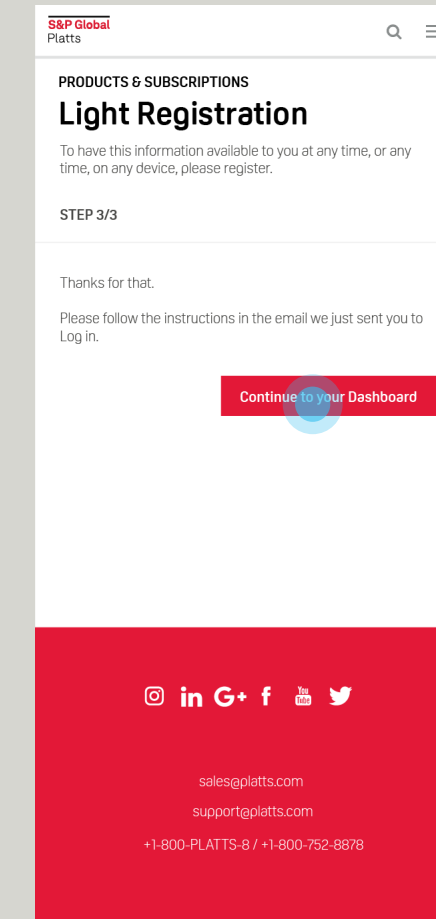 S&P Global
Platts
PRODUCTS & SUBSCRIPTIONS
Light Registration
To have this information available to you at any time, or any
time, on any device, please register.
STEP 3/3
Thanks for that.
Please follow the instructions in the email we just sent you to
Log in.
Continue to your Dashboard
in G+ f You Tube
sales@platts.com
support@platts.com
+1-800-PLATTS-8 / +1-800-752-8878